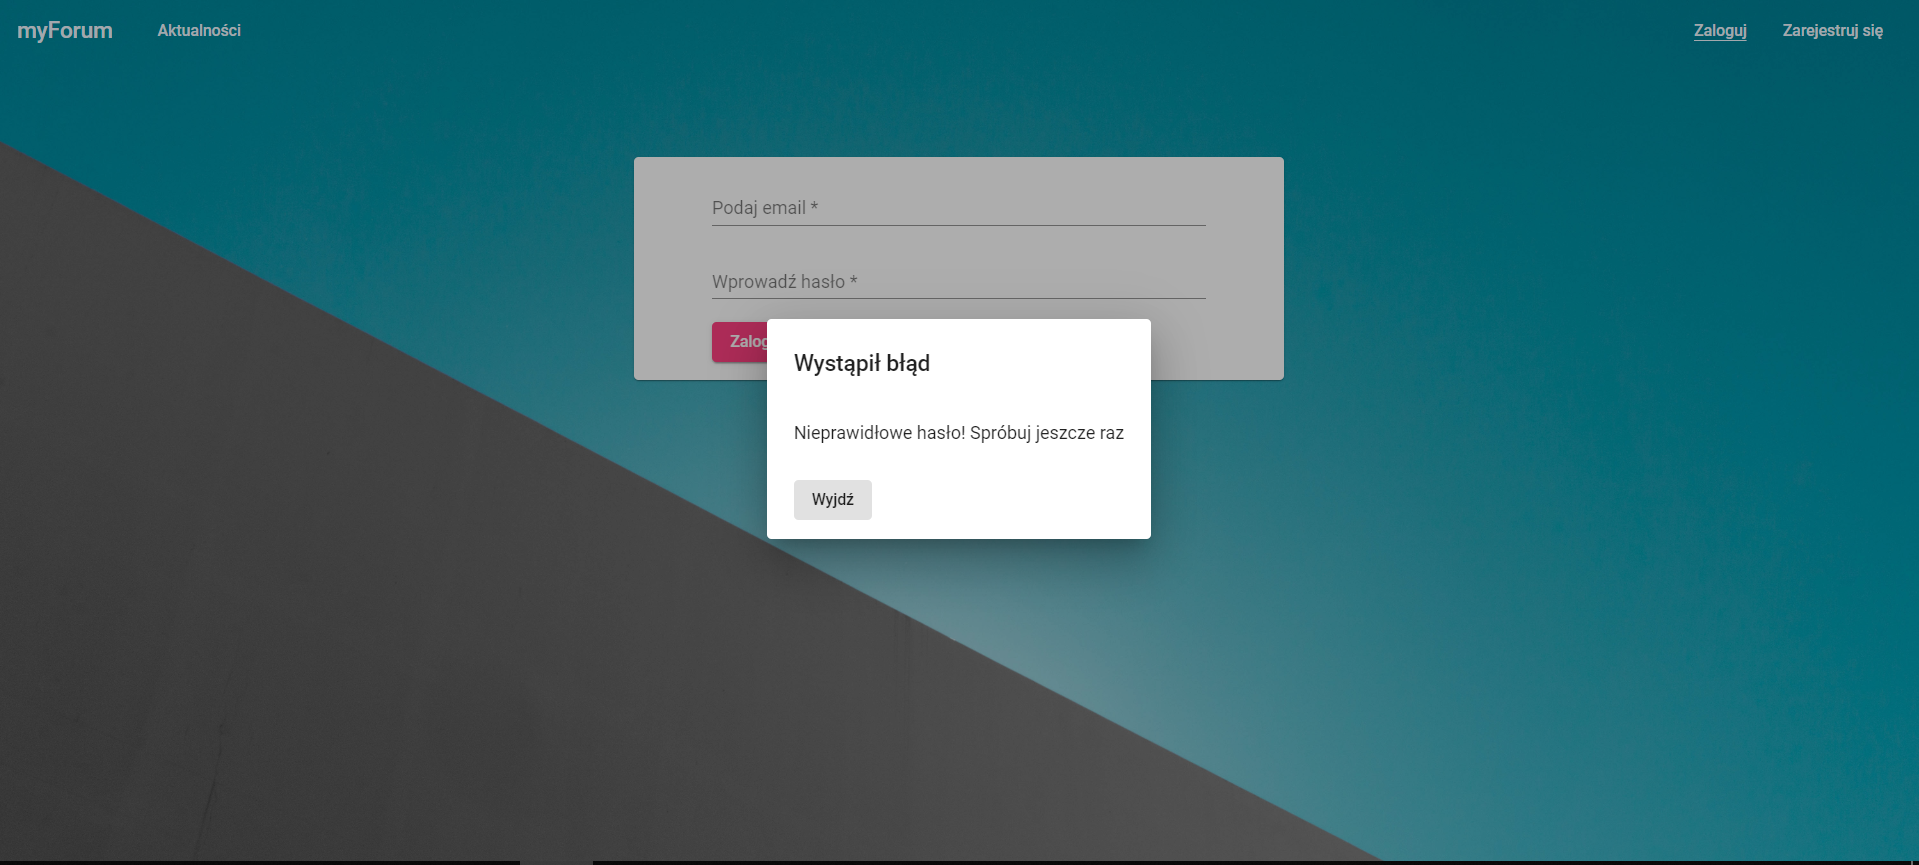 myForum
Aktualności
Zaloguj
Zarejestruj się
Podaj email *
Wprowadź hasło *
Zalog
Wystąpił błąd
Nieprawidłowe hasło! Spróbuj jeszcze raz
Wyjdź